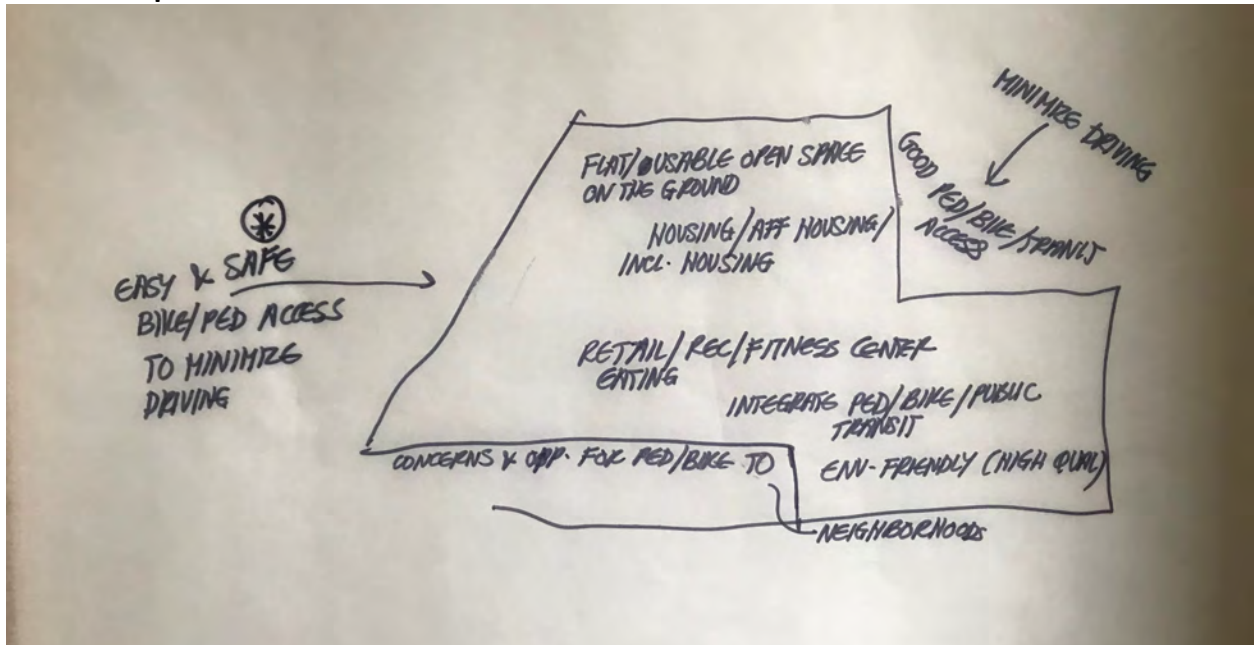 MINIMIZE DRIVING
GOOD PED/BIKE/TRANSIT
ACCESS
FLAT/USABLE OPEN SPACE
ON THE GROUND
HOUSING/AFF HOUSING/
INCL. HOUSING
EASY & SAFE
BIKE/PED ACCESS
TO MINIMIZE
DRIVING
RETAIL/REC/FITNESS CENTER
EATING
INTEGRATE PED/BIKE/PUBLIC
TRANSIT
ENV-FRIENDLY (HIGH QUAL)
CONCERNS & OPP. FOR PED/BIKE TO
NEIGHBORHOODS